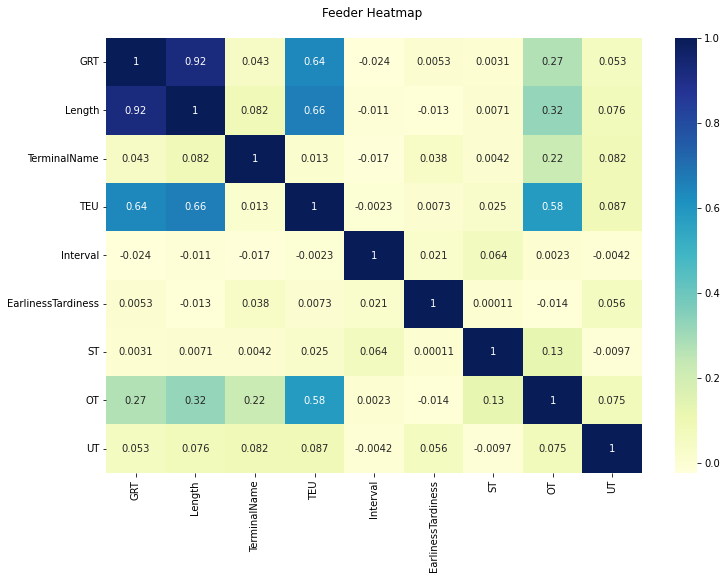 Feeder Heatmap
GRT 1 0.92 0.043 0.64 -0.024 0.0053 0.0031 0.27 0.053
Length 0.92 1 0.082 0.66 -0.011 -0.013 0.0071 0.32 0.076
TerminalName 0.043 0.082 1 0.013 -0.017 0.038 0.0042 0.22 0.082
TEU 0.64 0.66 0.013 1 -0.0023 0.0073 0.025 0.58 0.087
Interval -0.024 -0.011 -0.017 -0.0023 1 0.021 0.064 0.0023 -0.0042
EarlinessTardiness 0.0053 -0.013 0.038 0.0073 0.021 1 0.00011 -0.014 0.056
ST 0.0031 0.0071 0.0042 0.025 0.064 0.00011 1 0.13 -0.0097
OT 0.27 0.32 0.22 0.58 0.0023 -0.014 0.13 1 0.075
UT 0.053 0.076 0.082 0.087 -0.0042 0.056 -0.0097 0.075 1
GRT Length TerminalName TEU Interval EarlinessTardiness ST OT UT
1.0
0.8
0.6
0.4
0.2
0.0